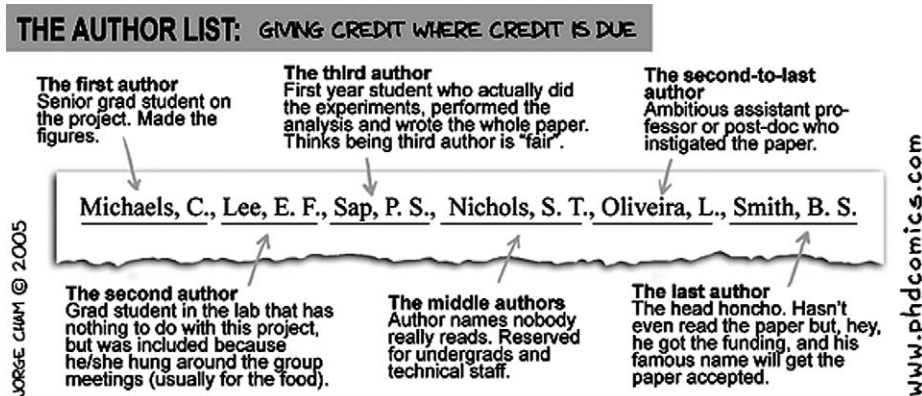 THE AUTHOR LIST: GIVING CREDIT WHERE CREDIT IS DUE
The first author
Senior grad student on
the project. Made the
figures.
The third author
First year student who actually did
the experiments, performed the
analysis and wrote the whole paper.
Thinks being third author is "fair".
The second-to-last
author
Ambitious assistant pro-
fessor or post-doc who
instigated the paper.
Michaels, C., Lee, E. F., Sap, P. S., Nichols, S. T., Oliveira, L., Smith, B. S.
The second author
Grad student in the lab that has
nothing to do with this project,
but was included because
he/she hung around the group
meetings (usually for the food).
The middle authors
Author names nobody
really reads. Reserved
for undergrads and
technical staff.
The last author
The head honcho. Hasn't
even read the paper but, hey,
he got the funding, and his
famous name will get the
paper accepted.
JORGE CHAM © 2005
www.phdcomics.com